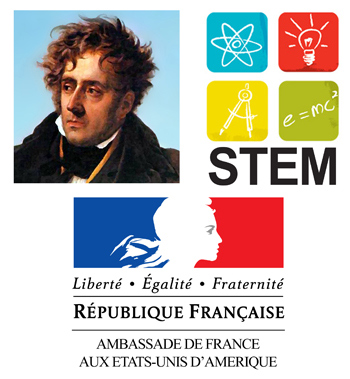 e=mc²
STEM
Liberté • Égalité • Fraternité
RÉPUBLIQUE FRANÇAISE
AMBASSADE DE FRANCE
AUX ETATS-UNIS D'AMERIQUE